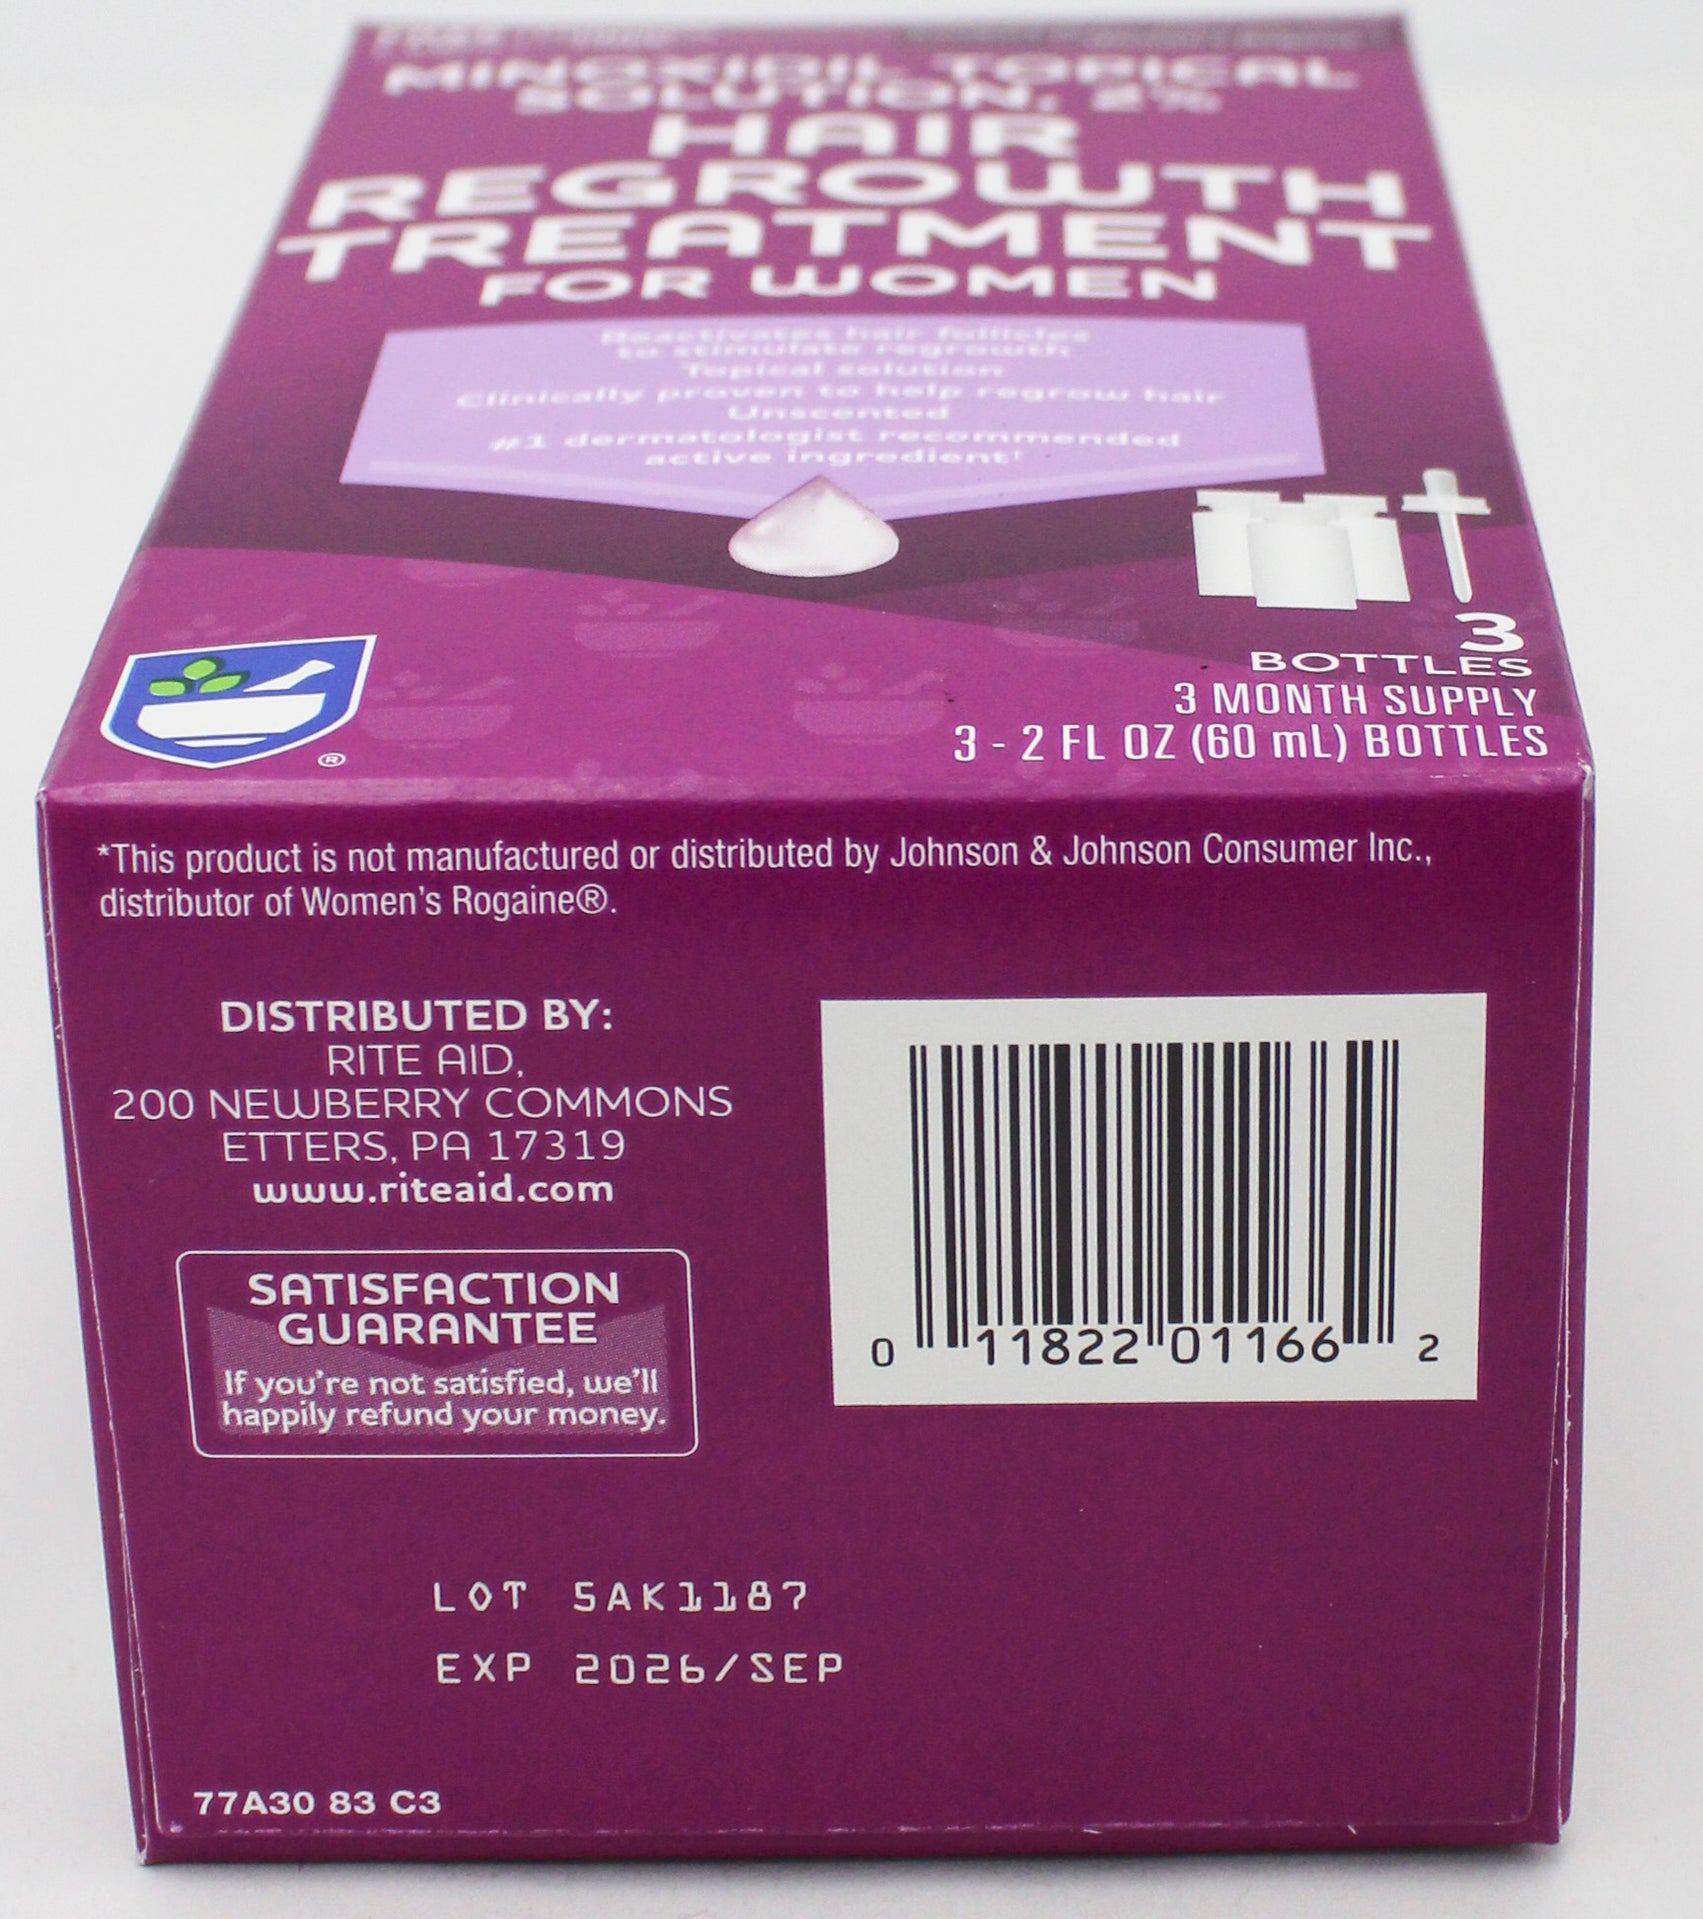 MINOXIDIL TOPICAL
SOLUTION, 2%
HAIR
REGROWTH
TREATMENT
FOR WOMEN
Reactivates hair follicles
to stimulate regrowth
Topical solution
Clinically proven to help regrow hair
Unscented
#1 dermatologist recommended
active ingredient†
3
BOTTLES
3 MONTH SUPPLY
3 - 2 FL OZ (60 mL) BOTTLES
®
*This product is not manufactured or distributed by Johnson & Johnson Consumer Inc.,
distributor of Women's Rogaine®.
DISTRIBUTED BY:
RITE AID,
200 NEWBERRY COMMONS
ETTERS, PA 17319
www.riteaid.com
SATISFACTION
GUARANTEE
If you're not satisfied, we'll
happily refund your money.
0 11822 01166 2
LOT 5AK1187
EXP 2026/SEP
77A30 83 C3